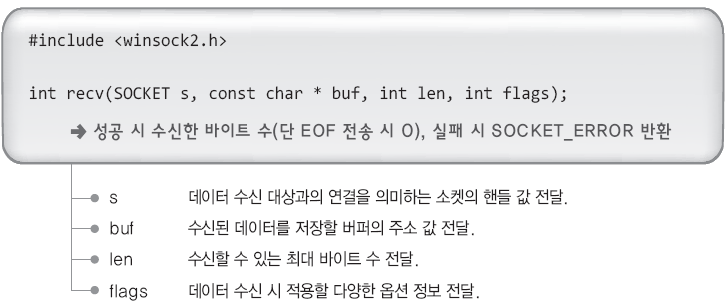 #include <winsock2.h>
int recv(SOCKET s, const char * buf, int len, int flags);
➔ 성공 시 수신한 바이트 수(단 EOF 전송 시 0), 실패 시 SOCKET_ERROR 반환
s 데이터 수신 대상과의 연결을 의미하는 소켓의 핸들 값 전달.
buf 수신된 데이터를 저장할 버퍼의 주소 값 전달.
len 수신할 수 있는 최대 바이트 수 전달.
flags 데이터 수신 시 적용할 다양한 옵션 정보 전달.